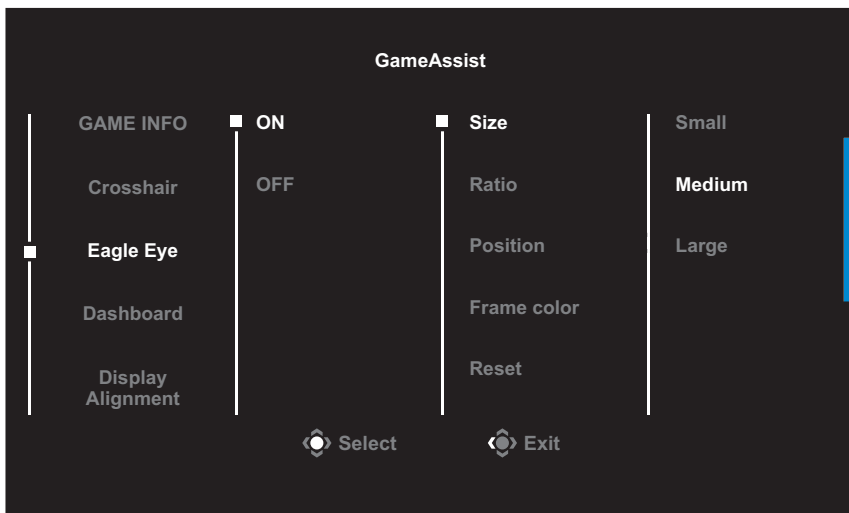 GameAssist
GAME INFO
Crosshair
Eagle Eye
Dashboard
Display
Alignment
ON
OFF
Size
Ratio
Position
Frame color
Reset
Small
Medium
Large
Select
Exit